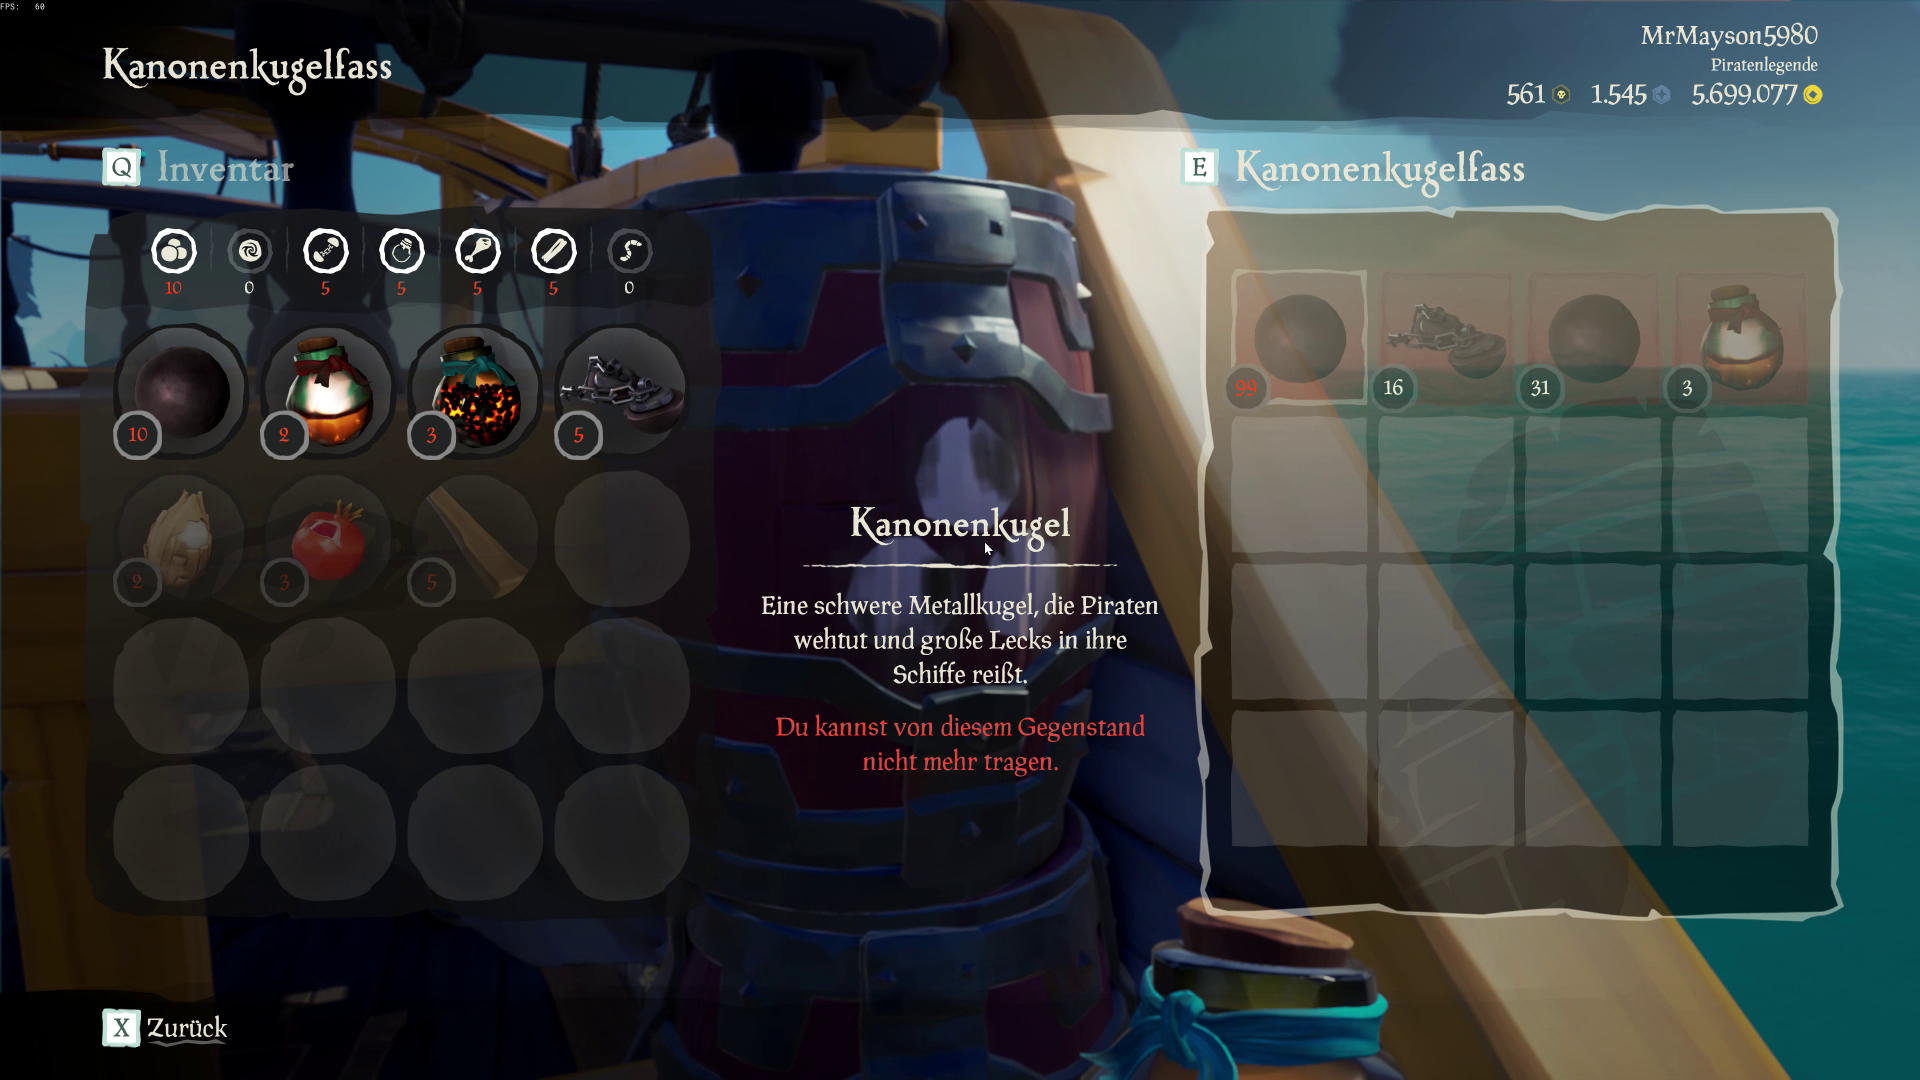 FPS: 60
Kanonenkugelfass
MrMayson5980
Piratenlegende
561 1.545 5.699.077
Q Inventar
E Kanonenkugelfass
10 0 5 5 5 5 0
10 2 3 5
99 16 31 3
2 3 5
Kanonenkugel
Eine schwere Metallkugel, die Piraten
wehtut und große Lecks in ihre
Schiffe reißt.
Du kannst von diesem Gegenstand
nicht mehr tragen.
X Zurück